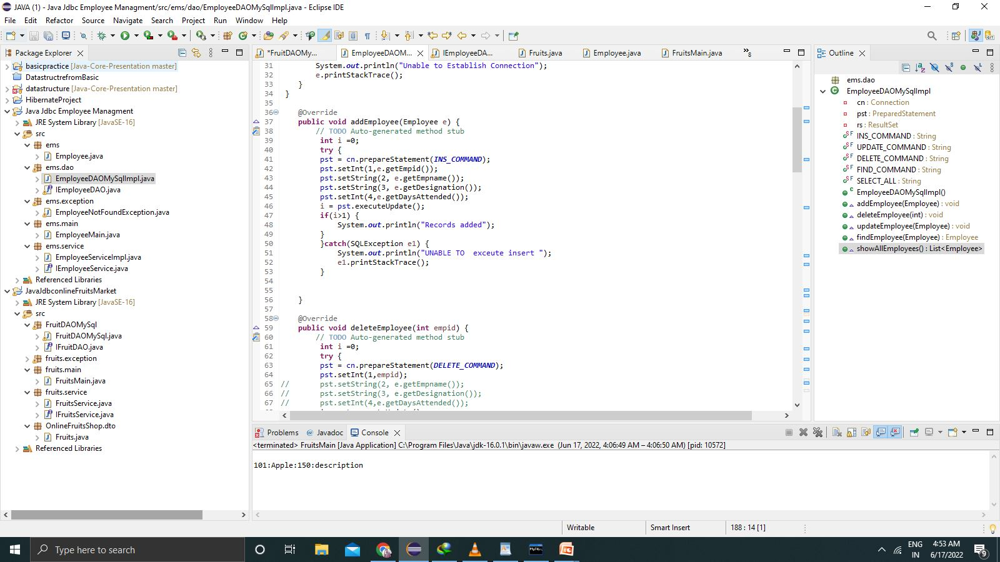 JAVA (1) - Java Jdbc Employee Managment/src/ems/dao/EmployeeDAOMySqlImpl.java - Eclipse IDE
File Edit Refactor Source Navigate Search Project Run Window Help
Package Explorer
basicpractice [Java-Core-Presentation master]
DatastructrefromBasic
datastructure [Java-Core-Presentation master]
HibernateProject
Java Jdbc Employee Managment
JRE System Library [JavaSE-16]
src
ems
Employee.java
ems.dao
EmployeeDAOMySqlImpl.java
IEmployeeDAO.java
ems.exception
EmployeeNotFoundException.java
ems.main
EmployeeMain.java
ems.service
EmployeeServiceImpl.java
IEmployeeService.java
Referenced Libraries
JavaJdbconlineFruitsMarket
JRE System Library [JavaSE-16]
src
FruitDAOMySql
FruitDAOMySql.java
IFruitDAO.java
fruits.exception
fruits.main
FruitsMain.java
fruits.service
FruitsService.java
IFruitsService.java
OnlineFruitsShop.dto
Fruits.java
Referenced Libraries
*FruitDAOMy... EmployeeDAOM... IEmployeeDA... Fruits.java Employee.java FruitsMain.java »8
31 System.out.println("Unable to Establish Connection");
32 e.printStackTrace();
33 }
34 }
35
36 @Override
37 public void addEmployee(Employee e) {
38 // TODO Auto-generated method stub
39 int i =0;
40 try {
41 pst = cn.prepareStatement(INS_COMMAND);
42 pst.setInt(1,e.getEmpid());
43 pst.setString(2, e.getEmpname());
44 pst.setString(3, e.getDesignation());
45 pst.setInt(4,e.getDaysAttended());
46 i = pst.executeUpdate();
47 if(i>1) {
48 System.out.println("Records added");
49 }
50 }catch(SQLException e1) {
51 System.out.println("UNABLE TO  exceute insert ");
52 e1.printStackTrace();
53 }
54
55
56 }
57
58 @Override
59 public void deleteEmployee(int empid) {
60 // TODO Auto-generated method stub
61 int i =0;
62 try {
63 pst = cn.prepareStatement(DELETE_COMMAND);
64 pst.setInt(1,empid);
65 // pst.setString(2, e.getEmpname());
66 // pst.setString(3, e.getDesignation());
67 // pst.setInt(4,e.getDaysAttended());
Outline
ems.dao
EmployeeDAOMySqlImpl
cn : Connection
pst : PreparedStatement
rs : ResultSet
INS_COMMAND : String
UPDATE_COMMAND : String
DELETE_COMMAND : String
FIND_COMMAND : String
SELECT_ALL : String
EmployeeDAOMySqlImpl()
addEmployee(Employee) : void
deleteEmployee(int) : void
updateEmployee(Employee) : void
findEmployee(Employee) : Employee
showAllEmployees() : List<Employee>
Problems Javadoc Console
<terminated> FruitsMain [Java Application] C:\Program Files\Java\jdk-16.0.1\bin\javaw.exe (Jun 17, 2022, 4:06:49 AM – 4:06:50 AM) [pid: 10572]
101:Apple:150:description
Writable Smart Insert 188 : 14 [1]
Type here to search
ENG
IN
4:53 AM
6/17/2022
9